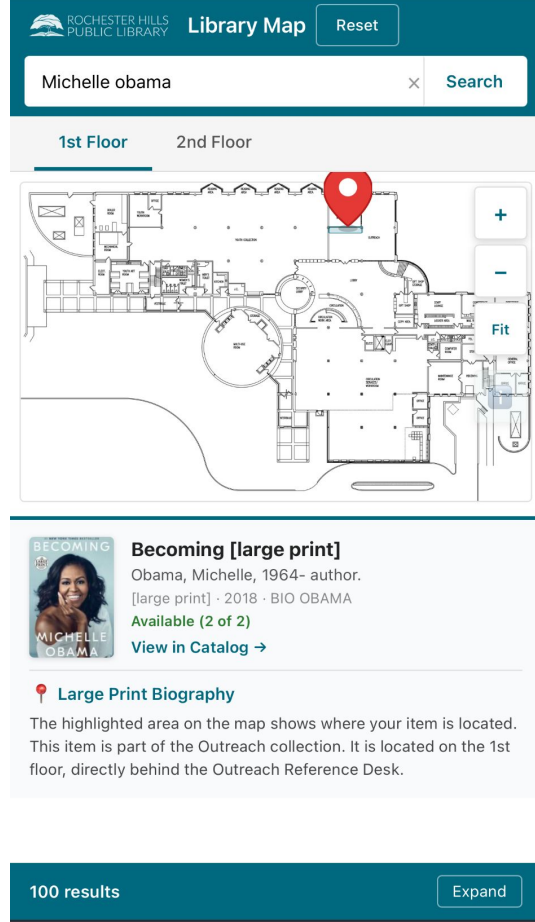 ROCHESTER HILLS
PUBLIC LIBRARY
Library Map
Reset
Michelle obama
×
Search
1st Floor
2nd Floor
+
−
Fit
YOUTH COLLECTION
OUTREACH
LOBBY
BECOMING
MICHELLE
OBAMA
Becoming [large print]
Obama, Michelle, 1964- author.
[large print] · 2018 · BIO OBAMA
Available (2 of 2)
View in Catalog →
Large Print Biography
The highlighted area on the map shows where your item is located.
This item is part of the Outreach collection. It is located on the 1st
floor, directly behind the Outreach Reference Desk.
100 results
Expand